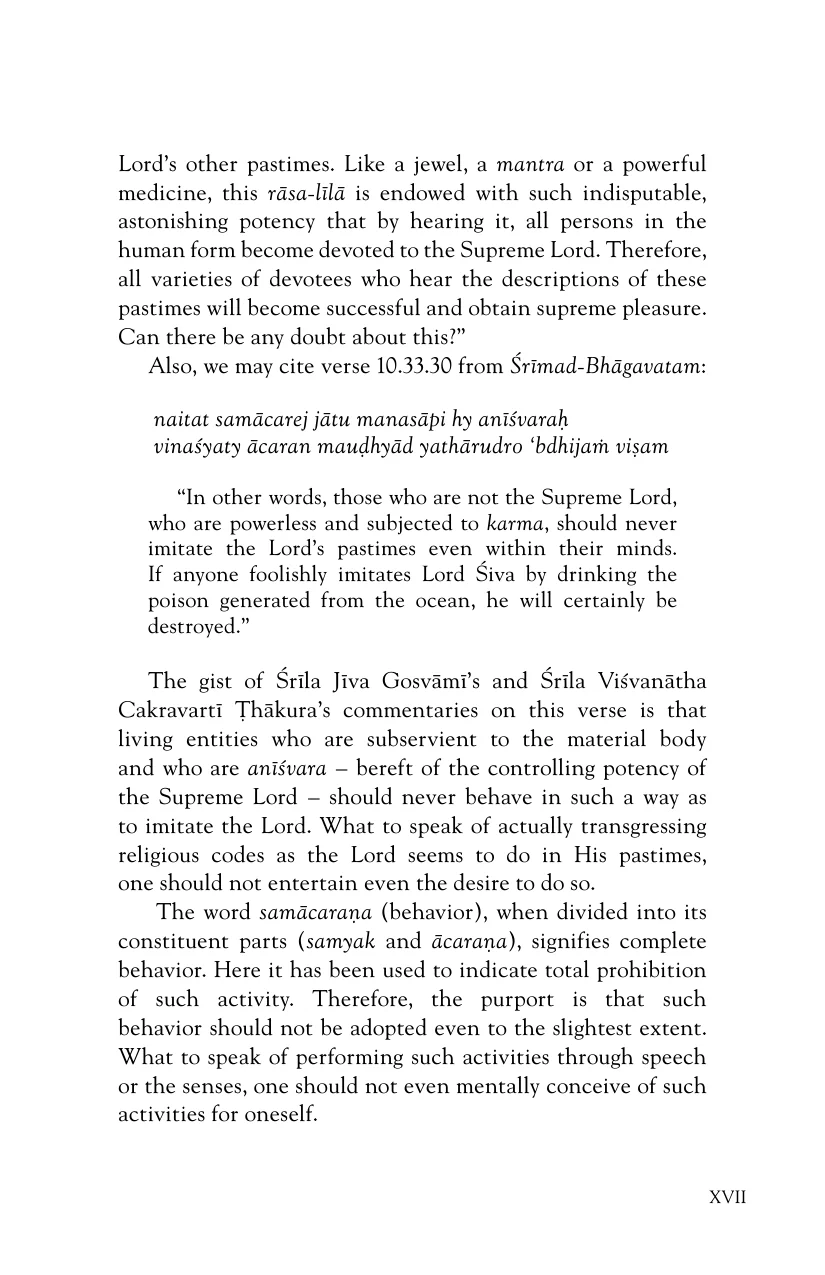 Lord’s other pastimes. Like a jewel, a mantra or a powerful
medicine, this rāsa-līlā is endowed with such indisputable,
astonishing potency that by hearing it, all persons in the
human form become devoted to the Supreme Lord. Therefore,
all varieties of devotees who hear the descriptions of these
pastimes will become successful and obtain supreme pleasure.
Can there be any doubt about this?”
Also, we may cite verse 10.33.30 from Śrīmad-Bhāgavatam:
naitat samācarej jātu manasāpi hy anīśvaraḥ
vinaśyaty ācaran mauḍhyād yathārudro ‘bdhijaṁ viṣam
“In other words, those who are not the Supreme Lord,
who are powerless and subjected to karma, should never
imitate the Lord’s pastimes even within their minds.
If anyone foolishly imitates Lord Śiva by drinking the
poison generated from the ocean, he will certainly be
destroyed.”
The gist of Śrīla Jīva Gosvāmī’s and Śrīla Viśvanātha
Cakravartī Ṭhākura’s commentaries on this verse is that
living entities who are subservient to the material body
and who are anīśvara – bereft of the controlling potency of
the Supreme Lord – should never behave in such a way as
to imitate the Lord. What to speak of actually transgressing
religious codes as the Lord seems to do in His pastimes,
one should not entertain even the desire to do so.
The word samācaraṇa (behavior), when divided into its
constituent parts (samyak and ācaraṇa), signifies complete
behavior. Here it has been used to indicate total prohibition
of such activity. Therefore, the purport is that such
behavior should not be adopted even to the slightest extent.
What to speak of performing such activities through speech
or the senses, one should not even mentally conceive of such
activities for oneself.
XVII